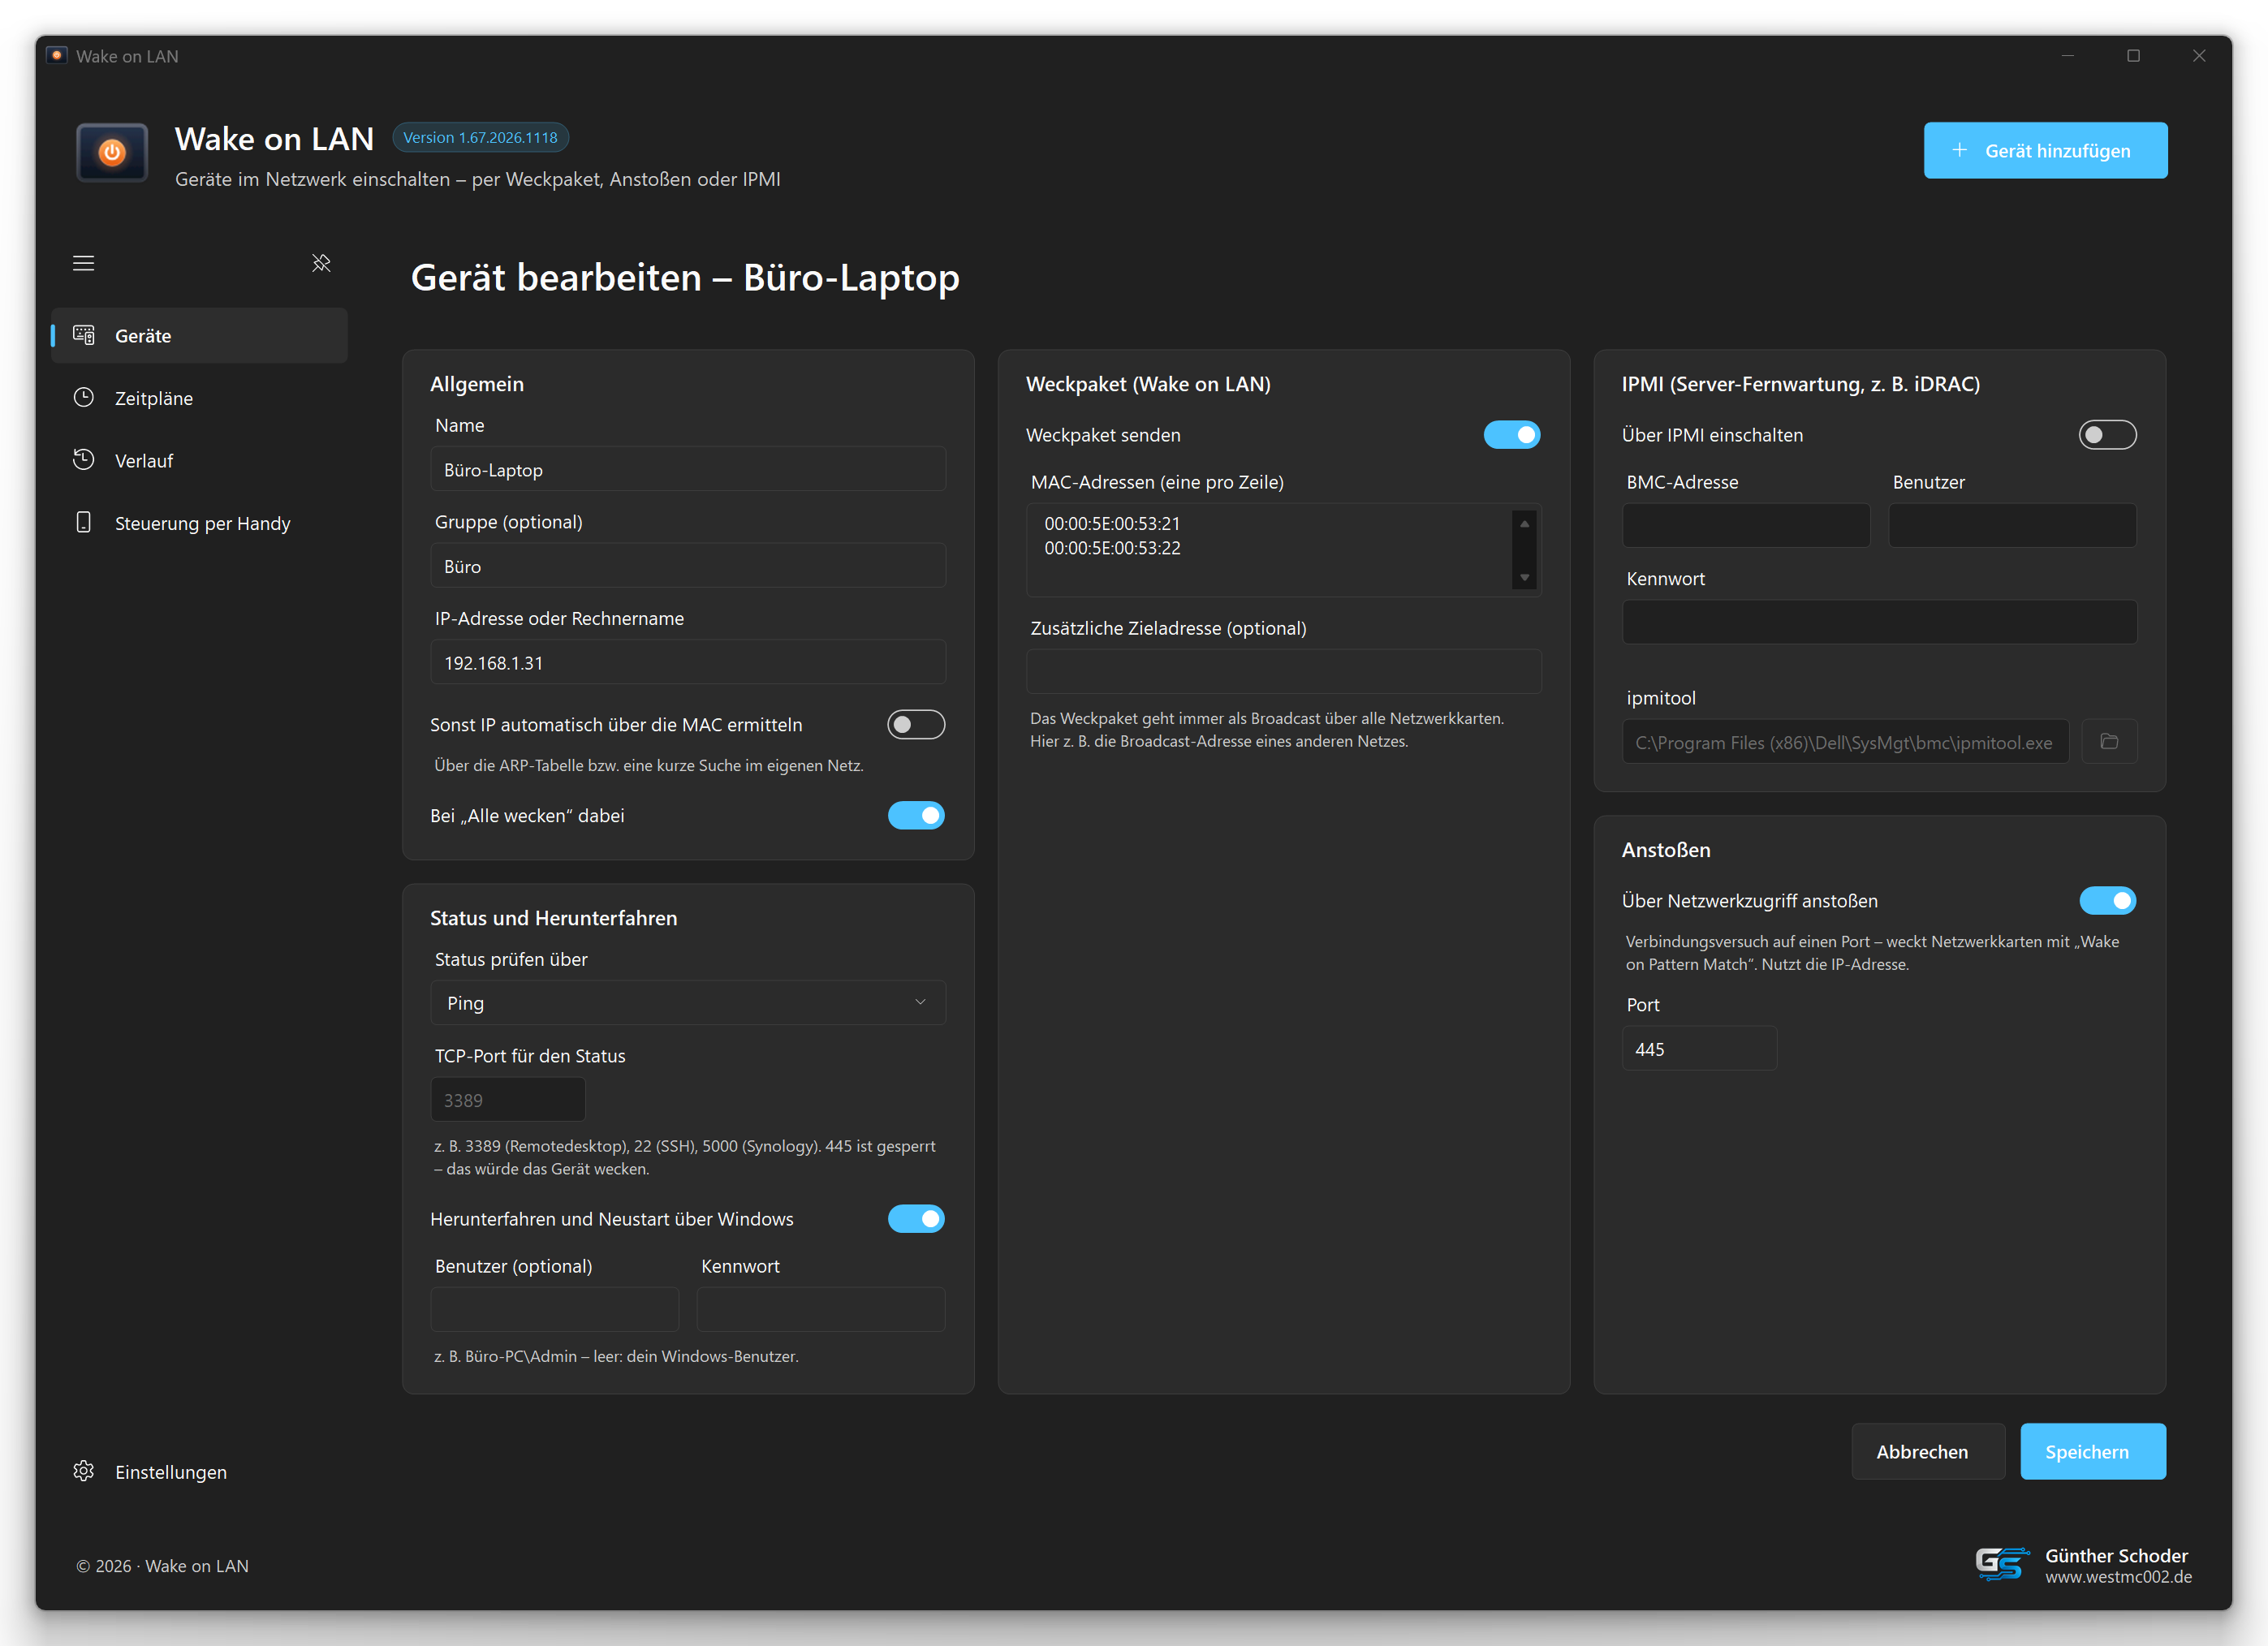 Wake on LAN
Wake on LAN
Version 1.67.2026.1118
Geräte im Netzwerk einschalten – per Weckpaket, Anstoßen oder IPMI
Gerät hinzufügen
Geräte
Zeitpläne
Verlauf
Steuerung per Handy
Einstellungen
Gerät bearbeiten – Büro-Laptop
Allgemein
Name
Büro-Laptop
Gruppe (optional)
Büro
IP-Adresse oder Rechnername
192.168.1.31
Sonst IP automatisch über die MAC ermitteln
Über die ARP-Tabelle bzw. eine kurze Suche im eigenen Netz.
Bei „Alle wecken“ dabei
Status und Herunterfahren
Status prüfen über
Ping
TCP-Port für den Status
3389
z. B. 3389 (Remotedesktop), 22 (SSH), 5000 (Synology). 445 ist gesperrt
– das würde das Gerät wecken.
Herunterfahren und Neustart über Windows
Benutzer (optional)
Kennwort
z. B. Büro-PC\Admin – leer: dein Windows-Benutzer.
Weckpaket (Wake on LAN)
Weckpaket senden
MAC-Adressen (eine pro Zeile)
00:00:5E:00:53:21
00:00:5E:00:53:22
Zusätzliche Zieladresse (optional)
Das Weckpaket geht immer als Broadcast über alle Netzwerkkarten.
Hier z. B. die Broadcast-Adresse eines anderen Netzes.
IPMI (Server-Fernwartung, z. B. iDRAC)
Über IPMI einschalten
BMC-Adresse
Benutzer
Kennwort
ipmitool
C:\Program Files (x86)\Dell\SysMgt\bmc\ipmitool.exe
Anstoßen
Über Netzwerkzugriff anstoßen
Verbindungsversuch auf einen Port – weckt Netzwerkkarten mit „Wake
on Pattern Match“. Nutzt die IP-Adresse.
Port
445
Abbrechen
Speichern
© 2026 · Wake on LAN
GS
Günther Schoder
www.westmc002.de